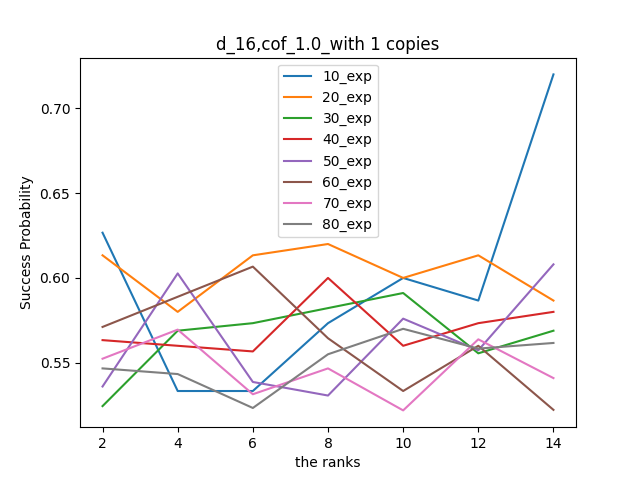 d_16,cof_1.0_with 1 copies
10_exp
20_exp
30_exp
40_exp
50_exp
60_exp
70_exp
80_exp
Success Probability
0.70
0.65
0.60
0.55
2 4 6 8 10 12 14
the ranks